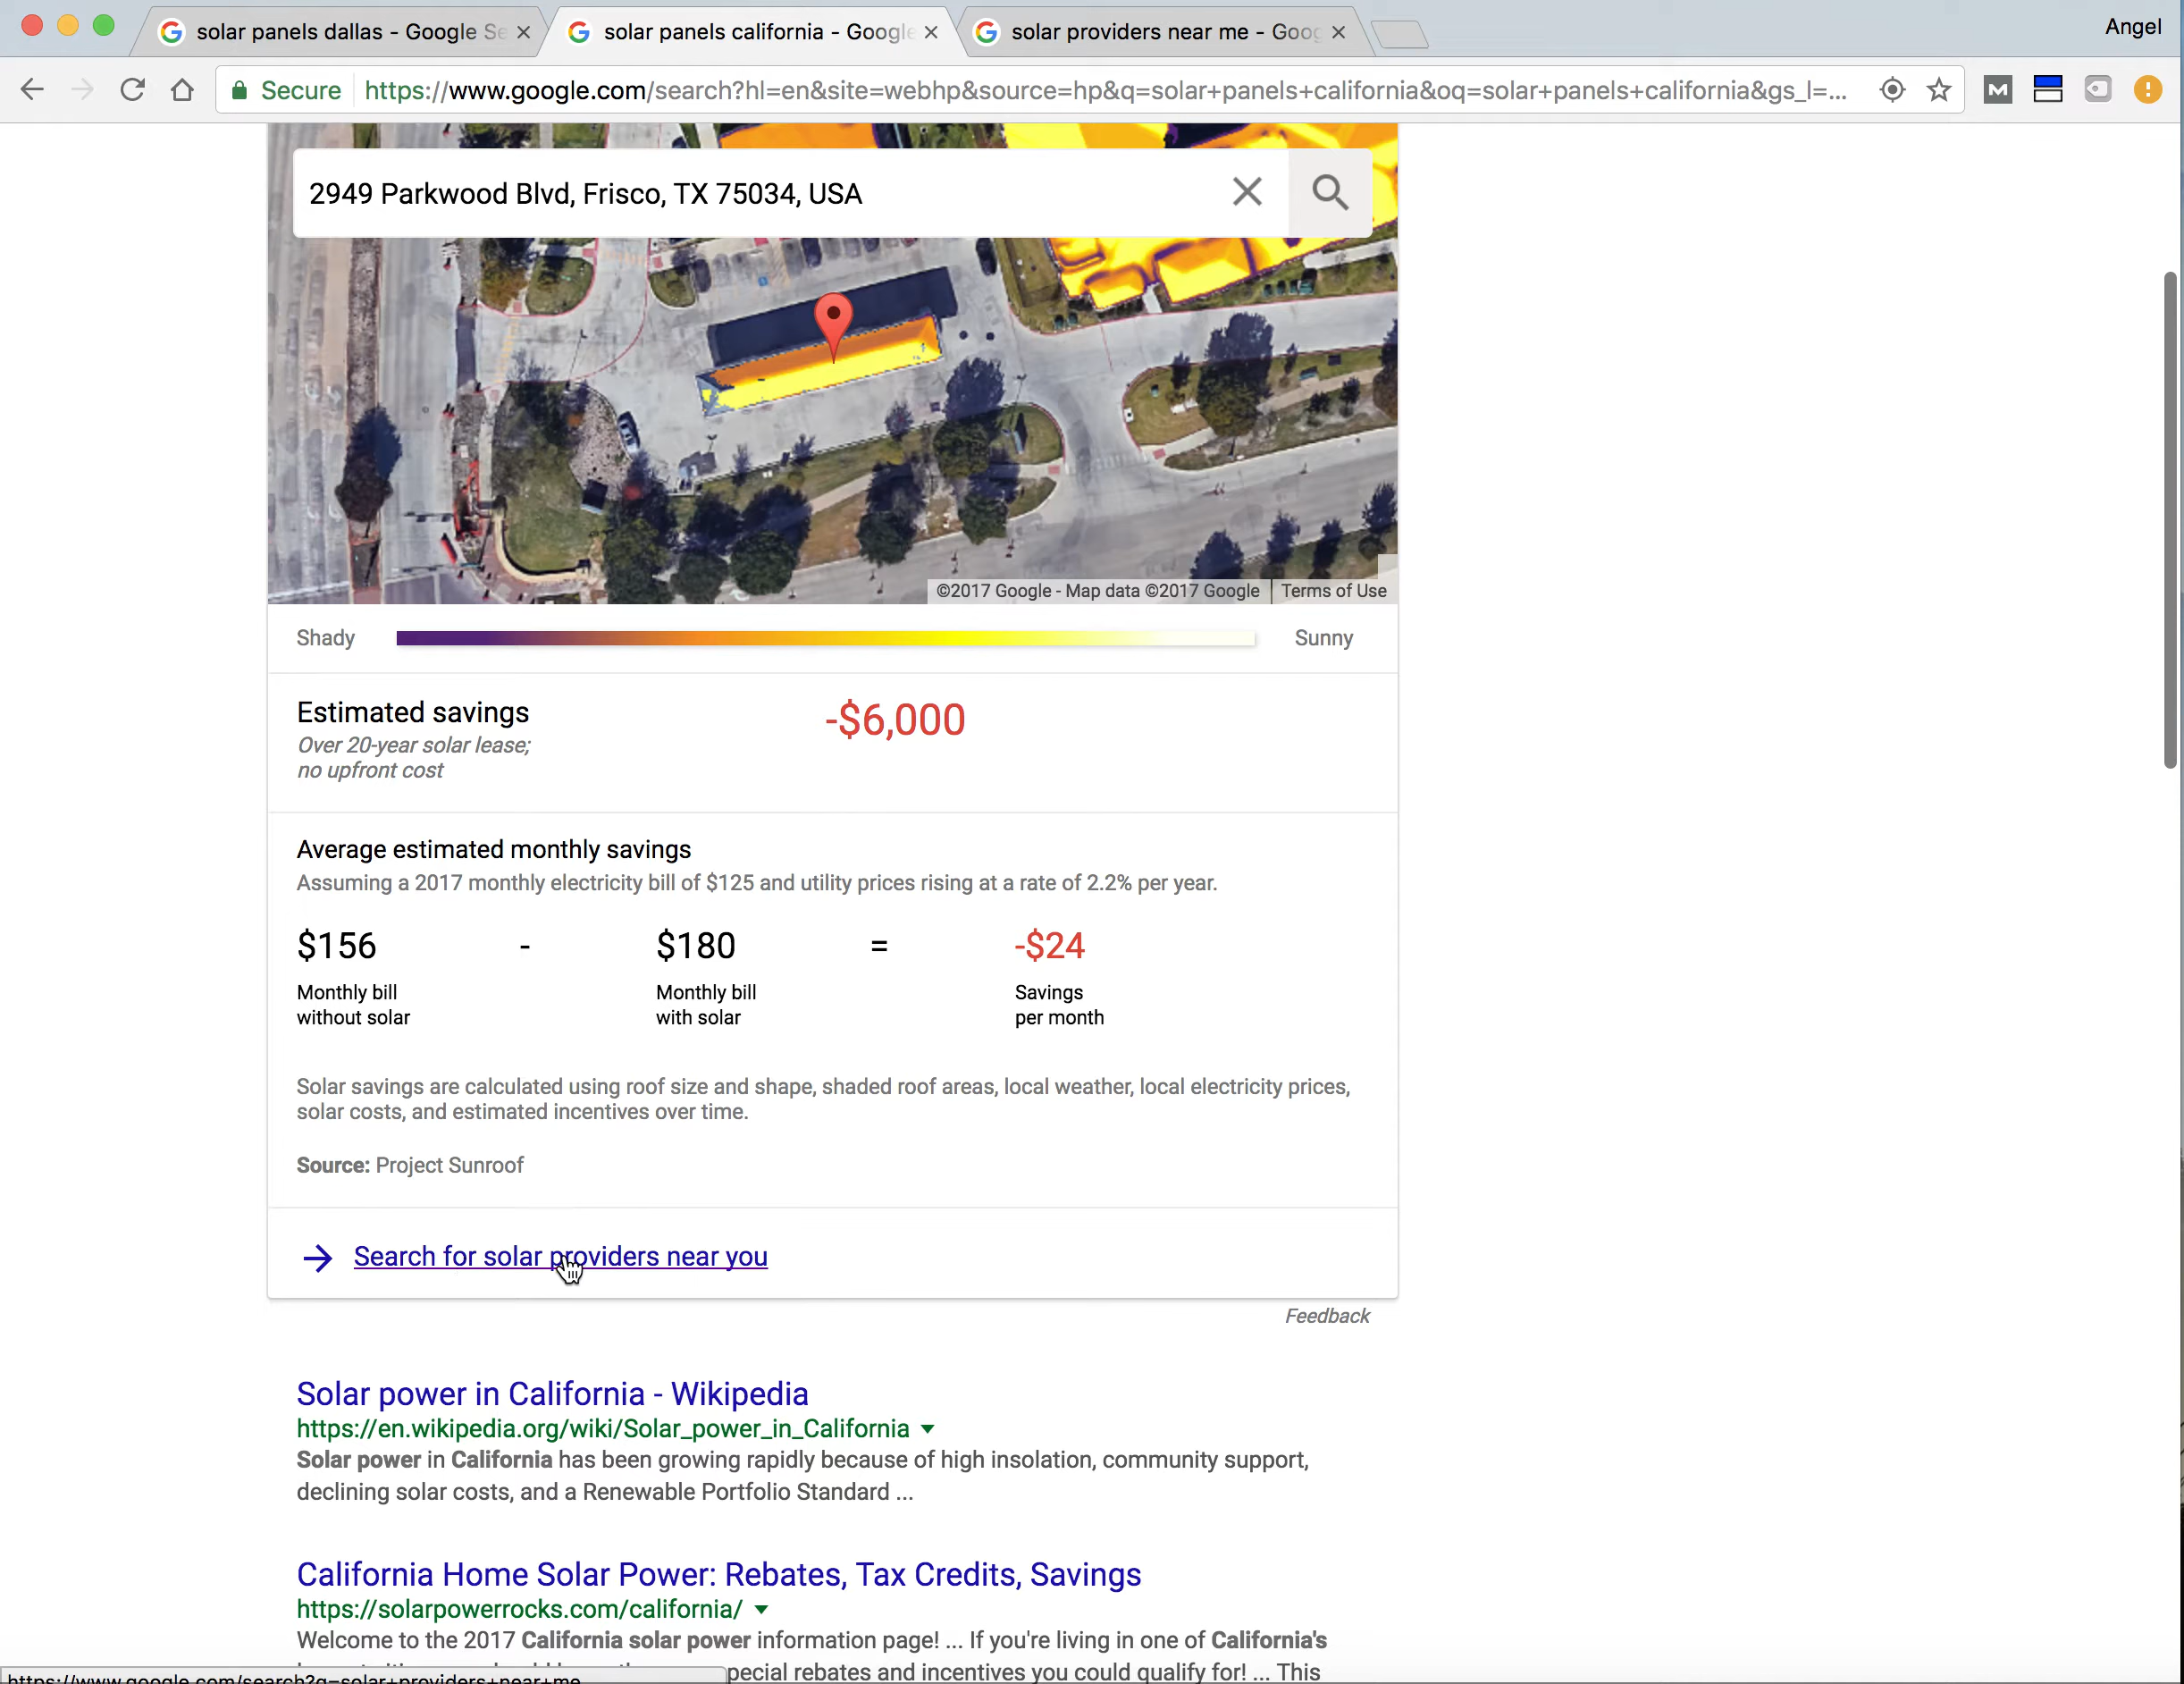 solar panels dallas - Google Se
solar panels california - Google
solar providers near me - Goog
Angel
Secure
https://www.google.com/search?hl=en&site=webhp&source=hp&q=solar+panels+california&oq=solar+panels+california&gs_l=...
2949 Parkwood Blvd, Frisco, TX 75034, USA
©2017 Google - Map data ©2017 Google
Terms of Use
Shady
Sunny
Estimated savings
-$6,000
Over 20-year solar lease;
no upfront cost
Average estimated monthly savings
Assuming a 2017 monthly electricity bill of $125 and utility prices rising at a rate of 2.2% per year.
$156 - $180 = -$24
Monthly bill Monthly bill Savings
without solar with solar per month
Solar savings are calculated using roof size and shape, shaded roof areas, local weather, local electricity prices,
solar costs, and estimated incentives over time.
Source: Project Sunroof
Search for solar providers near you
Feedback
Solar power in California - Wikipedia
https://en.wikipedia.org/wiki/Solar_power_in_California
Solar power in California has been growing rapidly because of high insolation, community support,
declining solar costs, and a Renewable Portfolio Standard ...
California Home Solar Power: Rebates, Tax Credits, Savings
https://solarpowerrocks.com/california/
Welcome to the 2017 California solar power information page! ... If you're living in one of California's
pecial rebates and incentives you could qualify for! ... This
https://www.google.com/search?q=solar+providers+near+me